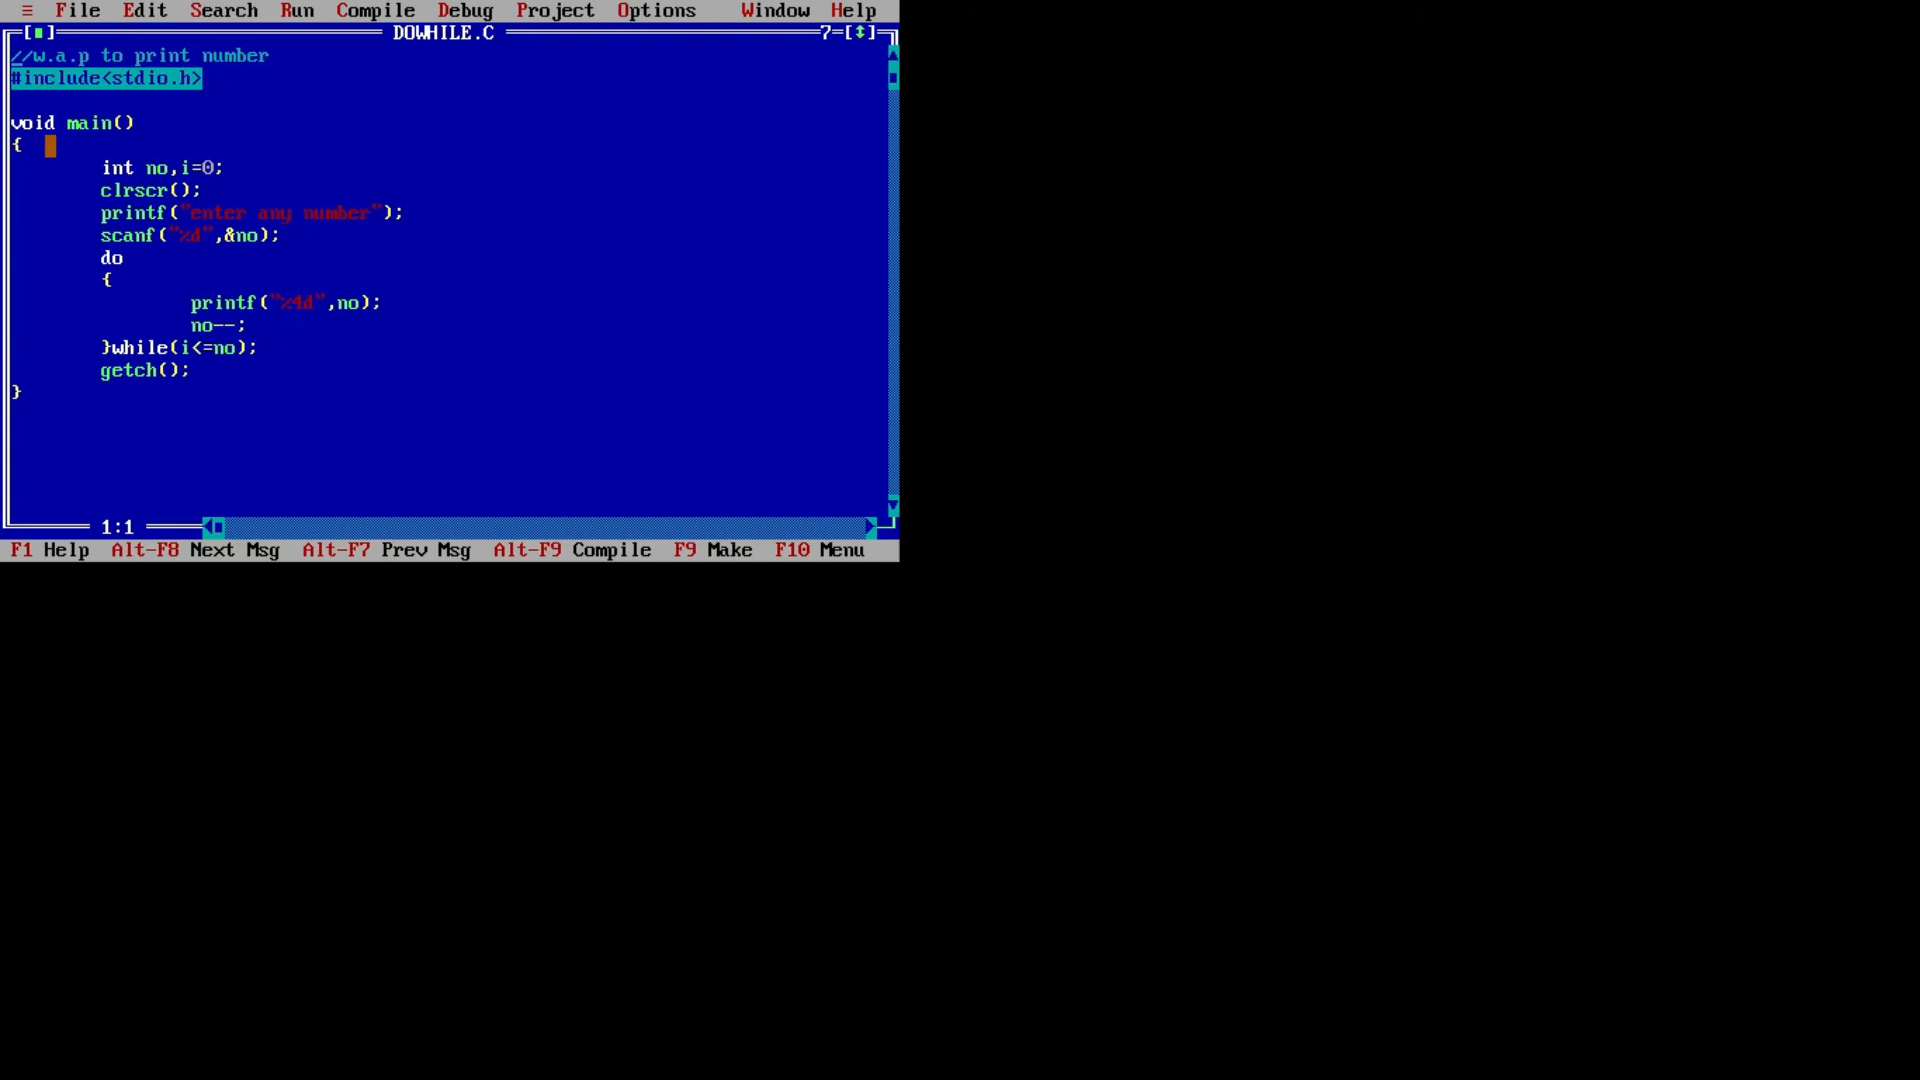 ≡ File Edit Search Run Compile Debug Project Options Window Help
[■] DOWHILE.C 7=[↕]
//w.a.p to print number
#include<stdio.h>
void main()
{
int no,i=0;
clrscr();
printf("enter any number");
scanf("%d",&no);
do
{
printf("%4d",no);
no--;
}while(i<=no);
getch();
}
1:1
F1 Help Alt-F8 Next Msg Alt-F7 Prev Msg Alt-F9 Compile F9 Make F10 Menu